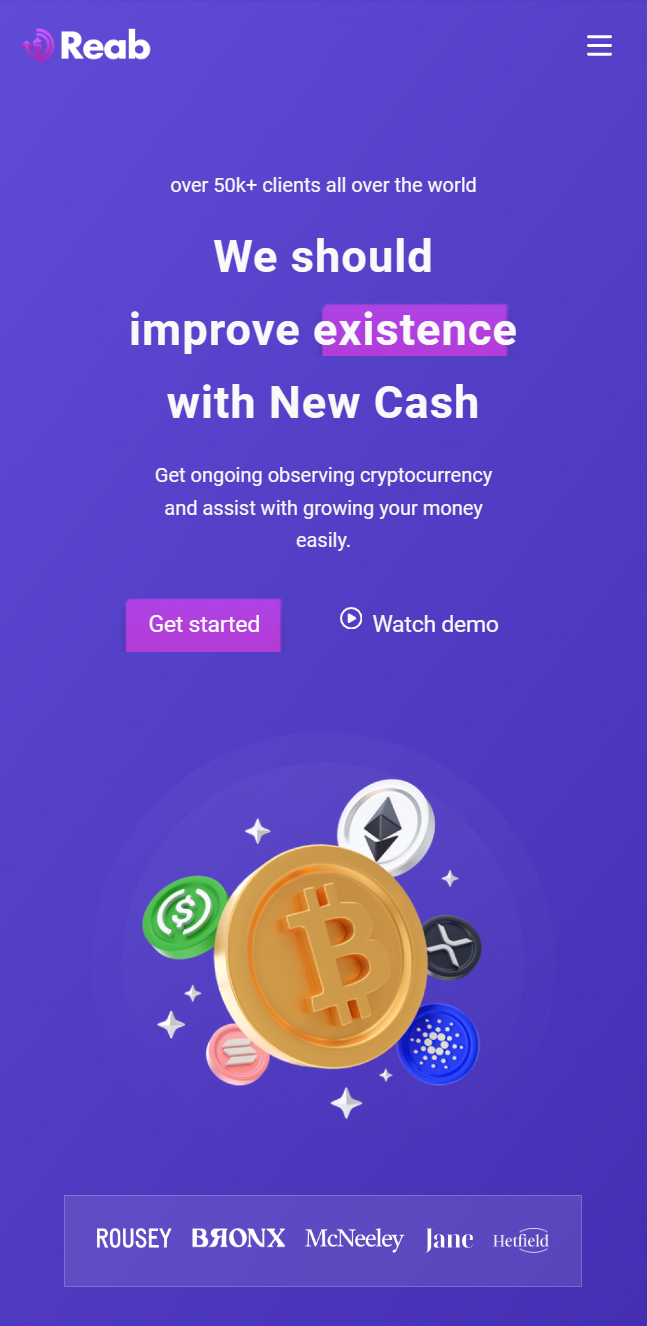 Reab
over 50k+ clients all over the world
We should
improve existence
with New Cash
Get ongoing observing cryptocurrency
and assist with growing your money
easily.
Get started
Watch demo
ROUSEY BRONX McNeeley Jane Hetfield